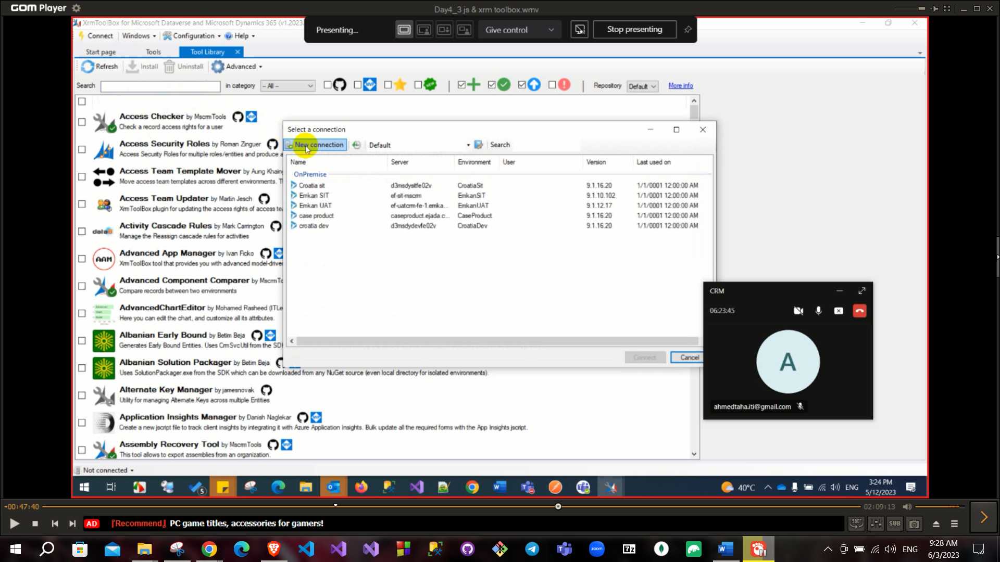 GOM Player
Day4_3 js & xrm toolbox.wmv
XrmToolBox for Microsoft Dataverse and Microsoft Dynamics 365 (v1.2023.
Presenting...
Give control
Stop presenting
Connect
Windows
Configuration
Help
Start page
Tools
Tool Library
Refresh
Install
Uninstall
Advanced
Search
in category
-- All --
MVP
NEW
Repository
Default
More info
Access Checker by MscrmTools
Check a record access rights for a user
Access Security Roles by Roman Zinguer
Access Security Roles for multiple roles/entities and produce a
Access Team Template Mover by Aung Khaing
Move access team templates across different environments. T
Access Team Updater by Martin Jesch
XrmToolBox plugin for updating the access rights of access tea
Activity Cascade Rules by Mark Carrington
Manage the Reassign cascade rules for activities
Advanced App Manager by Ivan Ficko
XrmToolBox tool that provides you with advanced model-driven
Advanced Component Comparer by MscrmTo
Compare records between two environments
AdvancedChartEditor by Mohamed Rasheed (ITLe
Here you can edit the chart, and customize all its attributes.
Albanian Early Bound by Betim Beja
Generates Early Bound Entities. Uses CrmSvcUtil from the SDK
Albanian Solution Packager by Betim Beja
Uses SolutionPackager.exe from the SDK which can be downloaded from any NuGet source (even local directory for isolated environments).
Alternate Key Manager by jamesnovak
Utility for managing Alternate Keys across multiple Entities
Application Insights Manager by Danish Naglekar
Create a new jscript file to track client insights by integrating it with Azure Application Insights. Bulk update all the required forms with the App Insights jscript.
Assembly Recovery Tool by MscrmTools
This tool allows to export assemblies from an organization.
AAM
Select a connection
New connection
Default
Search
Name Server Environment User Version Last used on
OnPremise
Croatia sit d3msdysitfe02v CroatiaSit 9.1.16.20 1/1/0001 12:00:00 AM
Emkan SIT ef-sit-mscrm EmkanSiT 9.1.10.102 1/1/0001 12:00:00 AM
Emkan UAT ef-uatcrm-fe-1.emka... EmkanUAT 9.1.12.17 1/1/0001 12:00:00 AM
case product caseproduct.ejada.c... CaseProduct 9.1.16.20 1/1/0001 12:00:00 AM
croatia dev d3msdydevfe02v CroatiaDev 9.1.16.20 1/1/0001 12:00:00 AM
Connect
Cancel
CRM
06:23:45
A
ahmedtaha.iti@gmail.com
Not connected
5
40°C
ENG
3:24 PM
5/12/2023
-00:47:40
02:09:13
AD
『Recommend』 PC game titles, accessories for gamers!
360°
SUB
zoom
7z
ENG
9:28 AM
6/3/2023